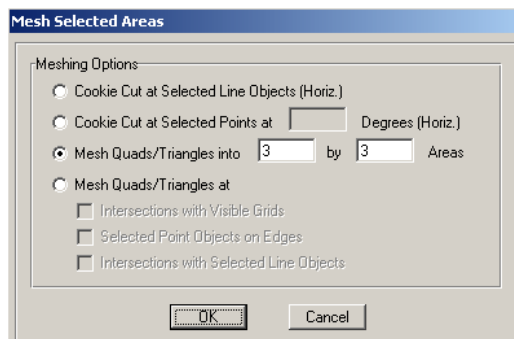 Mesh Selected Areas
Meshing Options
Cookie Cut at Selected Line Objects (Horiz.)
Cookie Cut at Selected Points at Degrees (Horiz.)
Mesh Quads/Triangles into 3 by 3 Areas
Mesh Quads/Triangles at
Intersections with Visible Grids
Selected Point Objects on Edges
Intersections with Selected Line Objects
OK Cancel